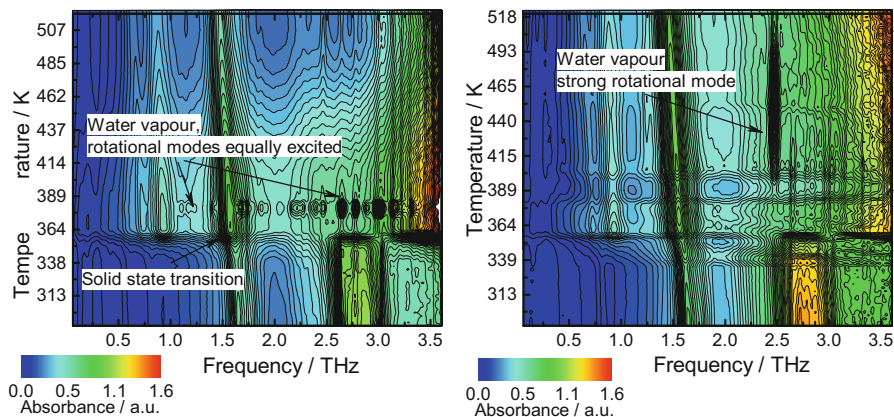 517
485
462
437
414
389
364
338
313
Tempe rature / K
Water vapour,
rotational modes equally excited
Solid state transition
0.5 1.0 1.5 2.0 2.5 3.0 3.5
Frequency / THz
0.0 0.5 1.1 1.6
Absorbance / a.u.
518
493
468
440
415
389
364
339
313
Temperature / K
Water vapour
strong rotational mode
0.5 1.0 1.5 2.0 2.5 3.0 3.5
Frequency / THz
0.0 0.5 1.1 1.6
Absorbance / a.u.